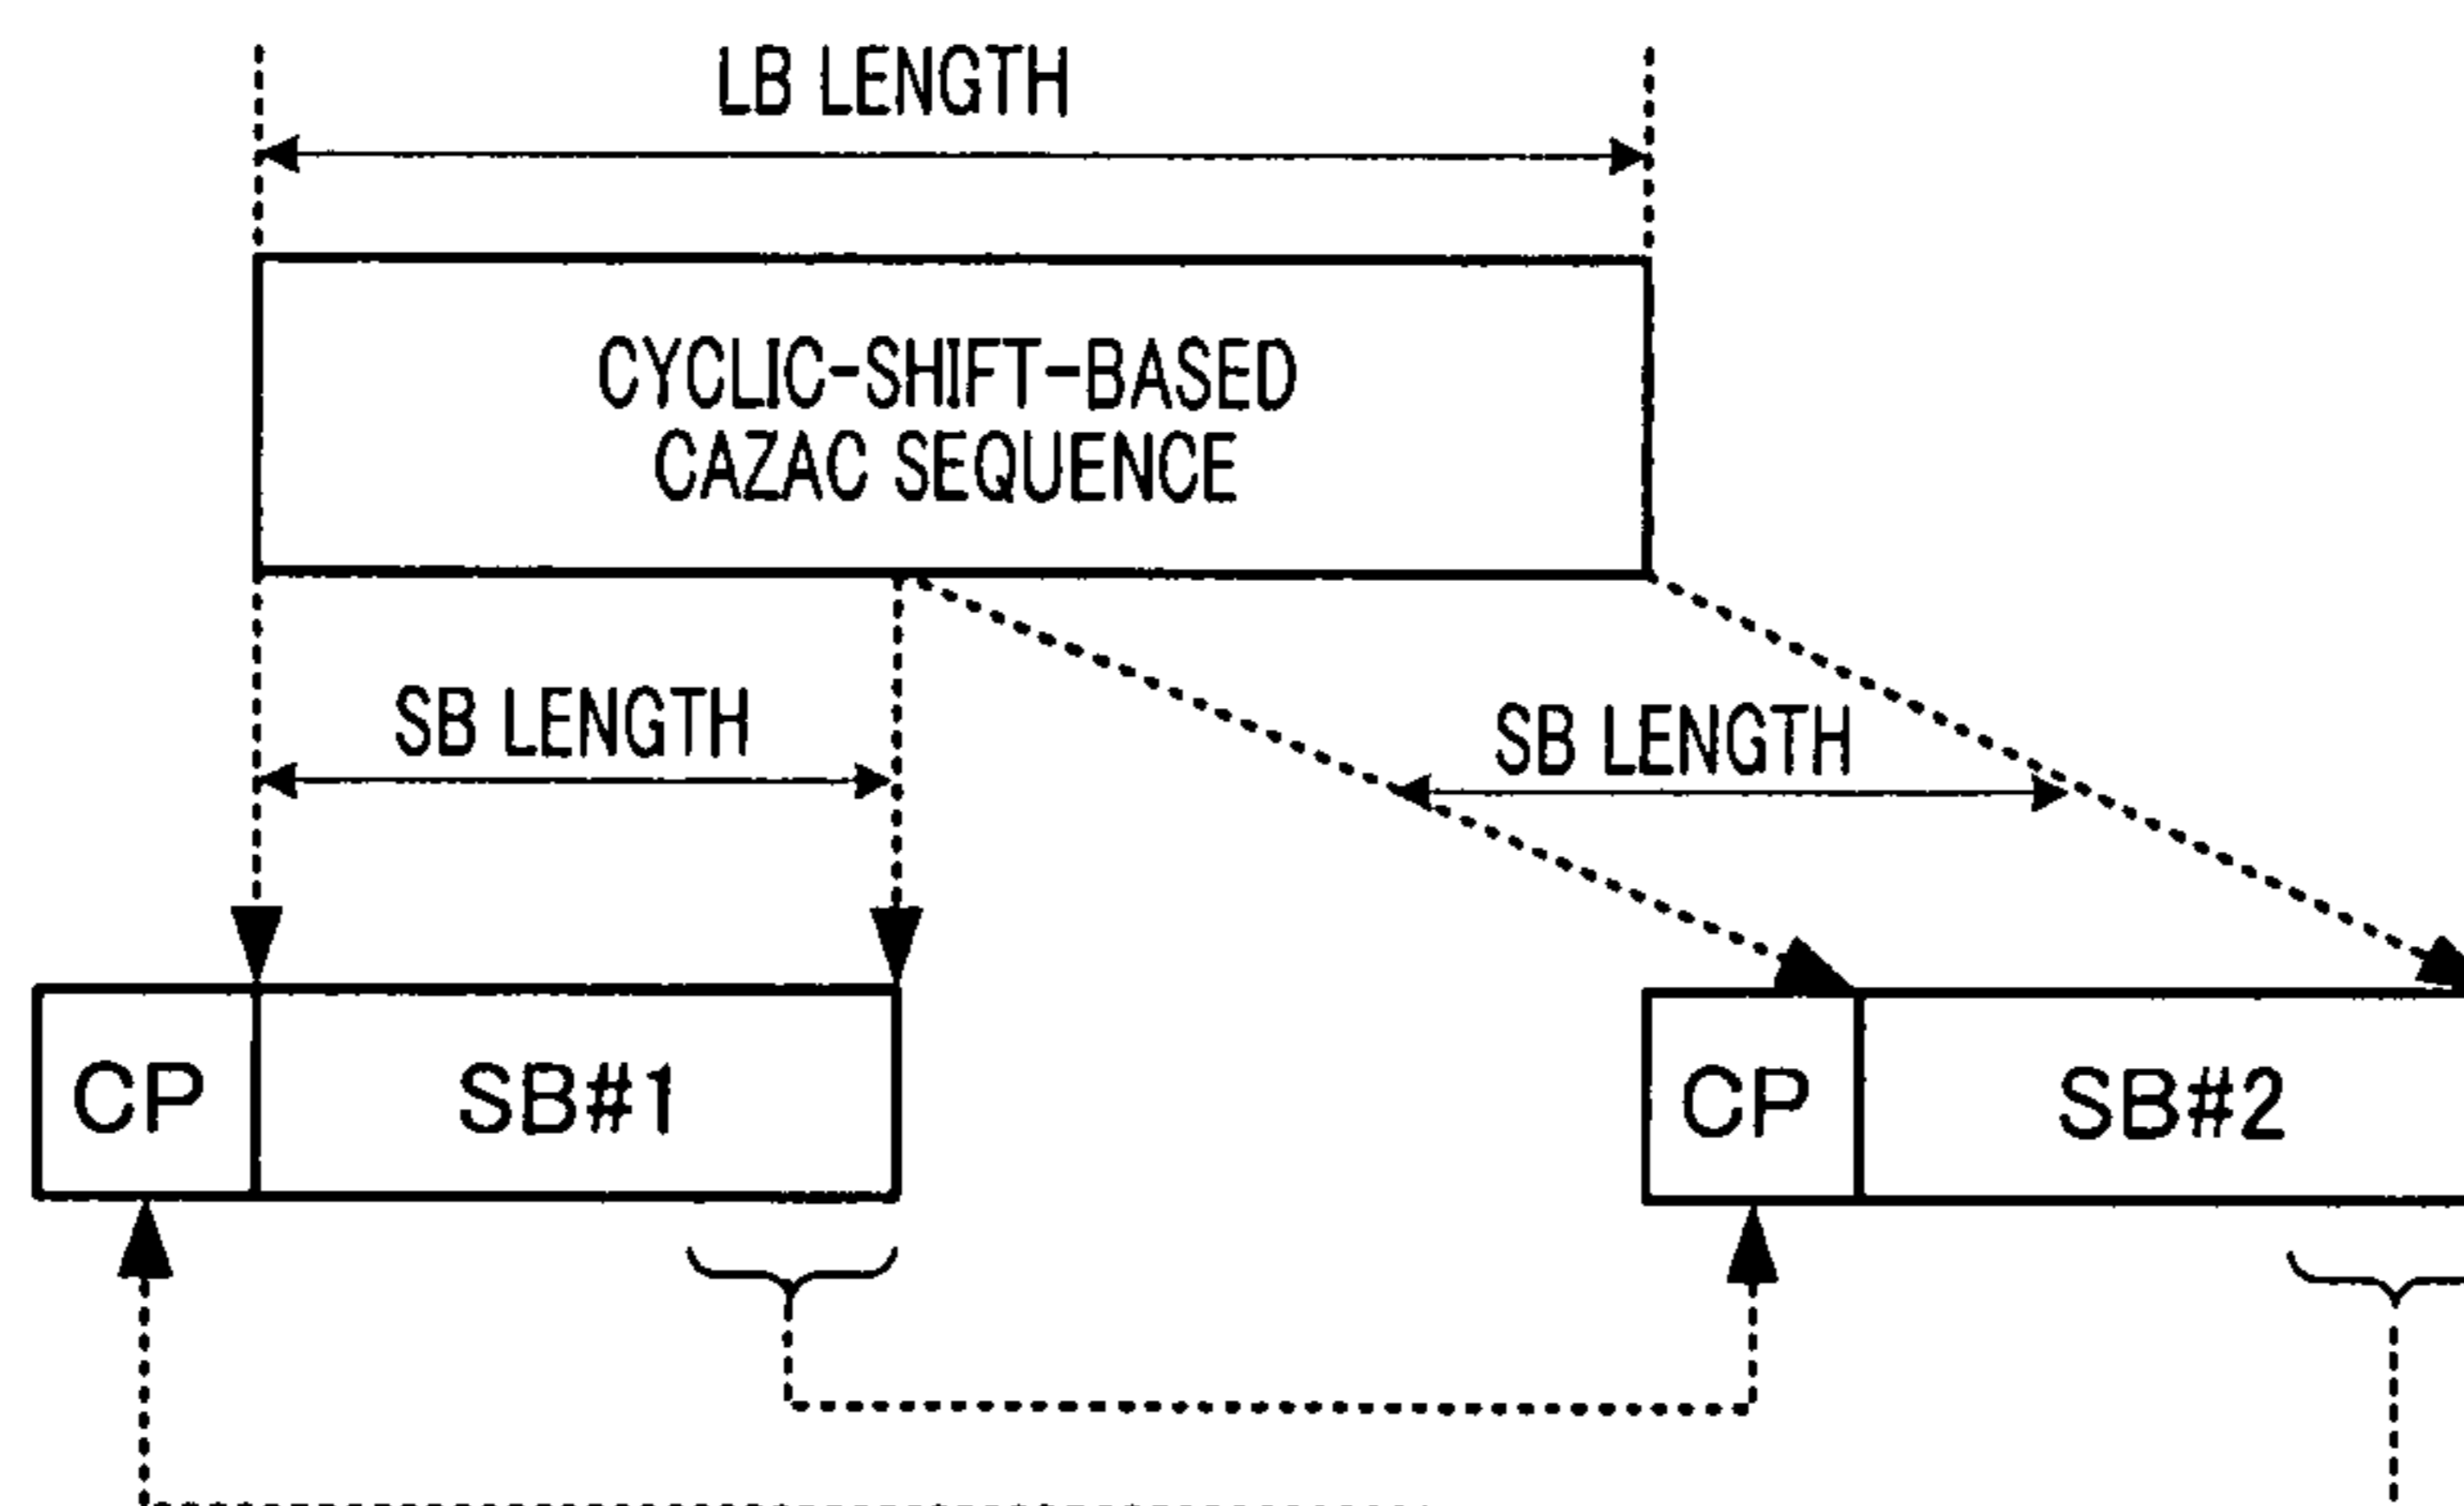 LB LENGTH
CYCLIC-SHIFT-BASED
CAZAC SEQUENCE
SB LENGTH
SB LENGTH
CP
SB#1
CP
SB#2